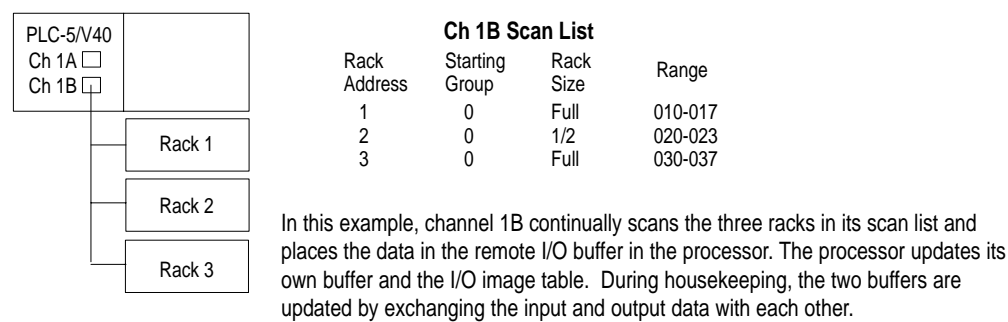 PLC-5/V40
Ch 1A
Ch 1B
Rack 1
Rack 2
Rack 3
Ch 1B Scan List
Rack Address Starting Group Rack Size Range
1 0 Full 010-017
2 0 1/2 020-023
3 0 Full 030-037
In this example, channel 1B continually scans the three racks in its scan list and
places the data in the remote I/O buffer in the processor. The processor updates its
own buffer and the I/O image table. During housekeeping, the two buffers are
updated by exchanging the input and output data with each other.